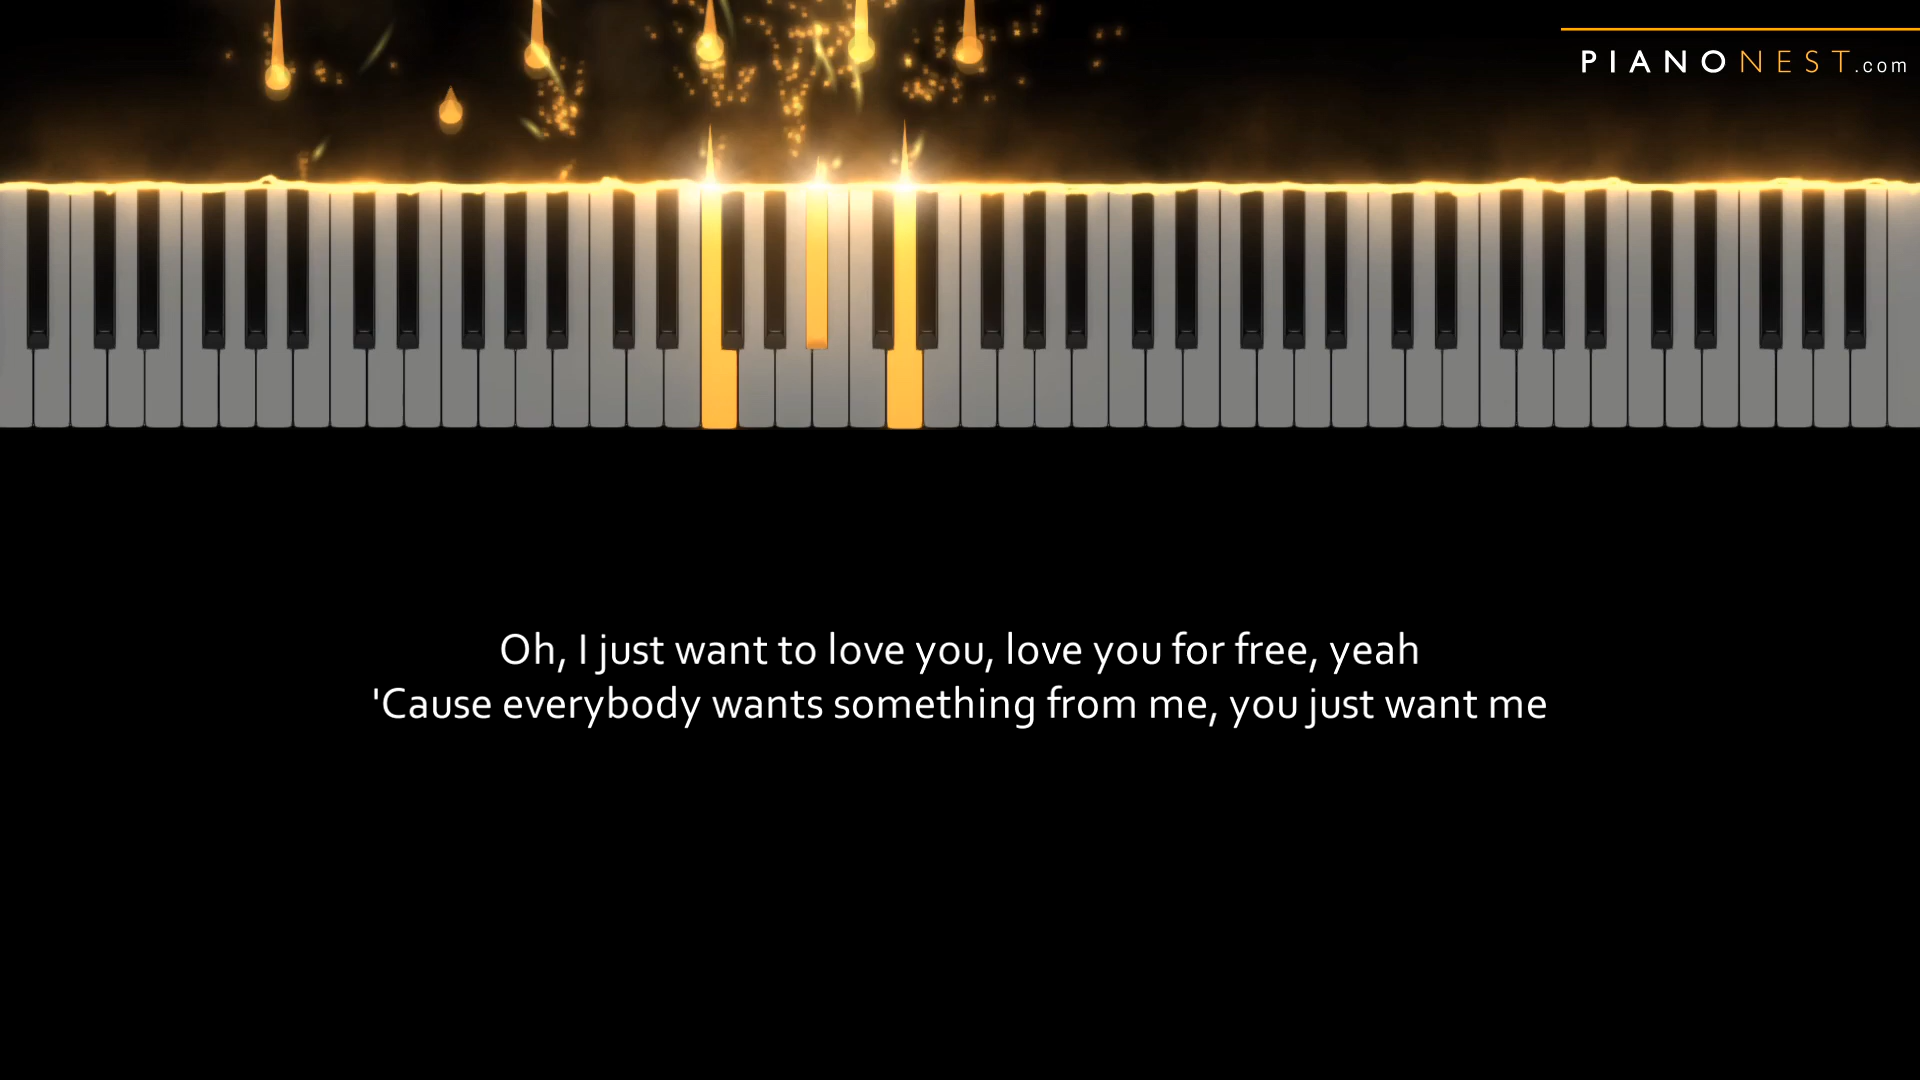 PIANONEST.com
Oh, I just want to love you, love you for free, yeah
'Cause everybody wants something from me, you just want me